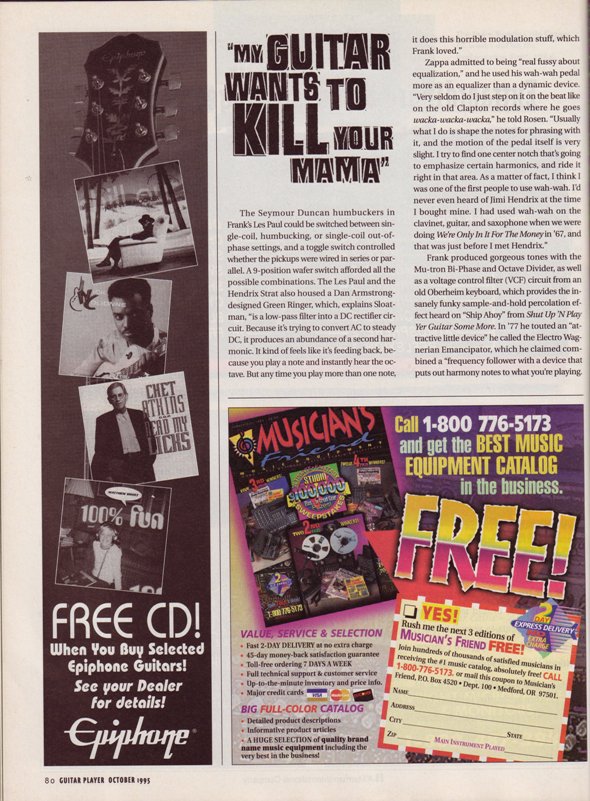 Epiphone
CHET
ATKINS
READ MY
LICKS
MATTHEW SWEET
100% fun
FREE CD!
When You Buy Selected
Epiphone Guitars!
See your Dealer
for details!
Epiphone®
"MY GUITAR
WANTS TO
KILL YOUR
MAMA"
The Seymour Duncan humbuckers in
Frank's Les Paul could be switched between sin-
gle-coil, humbucking, or single-coil out-of-
phase settings, and a toggle switch controlled
whether the pickups were wired in series or par-
allel. A 9-position wafer switch afforded all the
possible combinations. The Les Paul and the
Hendrix Strat also housed a Dan Armstrong-
designed Green Ringer, which, explains Sloat-
man, "is a low-pass filter into a DC rectifier cir-
cuit. Because it's trying to convert AC to steady
DC, it produces an abundance of a second har-
monic. It kind of feels like it's feeding back, be-
cause you play a note and instantly hear the oc-
tave. But any time you play more than one note,
it does this horrible modulation stuff, which
Frank loved."
Zappa admitted to being "real fussy about
equalization," and he used his wah-wah pedal
more as an equalizer than a dynamic device.
"Very seldom do I just step on it on the beat like
on the old Clapton records where he goes
wacka-wacka-wacka," he told Rosen. "Usually
what I do is shape the notes for phrasing with
it, and the motion of the pedal itself is very
slight. I try to find one center notch that's going
to emphasize certain harmonics, and ride it
right in that area. As a matter of fact, I think I
was one of the first people to use wah-wah. I'd
never even heard of Jimi Hendrix at the time
I bought mine. I had used wah-wah on the
clavinet, guitar, and saxophone when we were
doing We're Only In It For The Money in '67, and
that was just before I met Hendrix."
Frank produced gorgeous tones with the
Mu-tron Bi-Phase and Octave Divider, as well
as a voltage control filter (VCF) circuit from an
old Oberheim keyboard, which provides the in-
sanely funky sample-and-hold percolation ef-
fect heard on "Ship Ahoy" from Shut Up 'N Play
Yer Guitar Some More. In '77 he touted an "at-
tractive little device" he called the Electro Wag-
nerian Emancipator, which he claimed com-
bined a "frequency follower with a device that
puts out harmony notes to what you're playing.
MUSICIAN'S
Friend
STUDIO
SWEEPSTAKES
1-800 776-5173
Call 1-800 776-5173
and get the BEST MUSIC
EQUIPMENT CATALOG
in the business.
FREE!
VALUE, SERVICE & SELECTION
• Fast 2-DAY DELIVERY at no extra charge
• 45-day money-back satisfaction guarantee
• Toll-free ordering 7 DAYS A WEEK
• Full technical support & customer service
• Up-to-the-minute inventory and price info.
• Major credit cards VISA
BIG FULL-COLOR CATALOG
• Detailed product descriptions
• Informative product articles
• A HUGE SELECTION of quality brand
name music equipment including the
very best in the business!
YES!
2 DAY
EXPRESS DELIVERY
NO EXTRA CHARGE
Rush me the next 3 editions of
MUSICIAN'S FRIEND FREE!
Join hundreds of thousands of satisfied musicians in
receiving the #1 music catalog, absolutely free! CALL
1-800-776-5173, or mail this coupon to Musician's
Friend, P.O. Box 4520 • Dept. 100 • Medford, OR 97501.
NAME
ADDRESS
CITY
STATE
ZIP
MAIN INSTRUMENT PLAYED
80 GUITAR PLAYER OCTOBER 1995